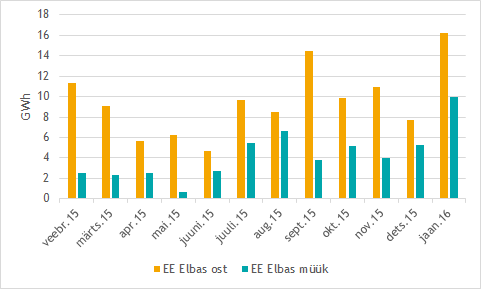 18
16
14
12
10
8
6
4
2
0
GWh
veebr.15
märts.15
apr.15
mai.15
juuni.15
juuli.15
aug.15
sept.15
okt.15
nov.15
dets.15
jaan.16
EE Elbas ost EE Elbas müük